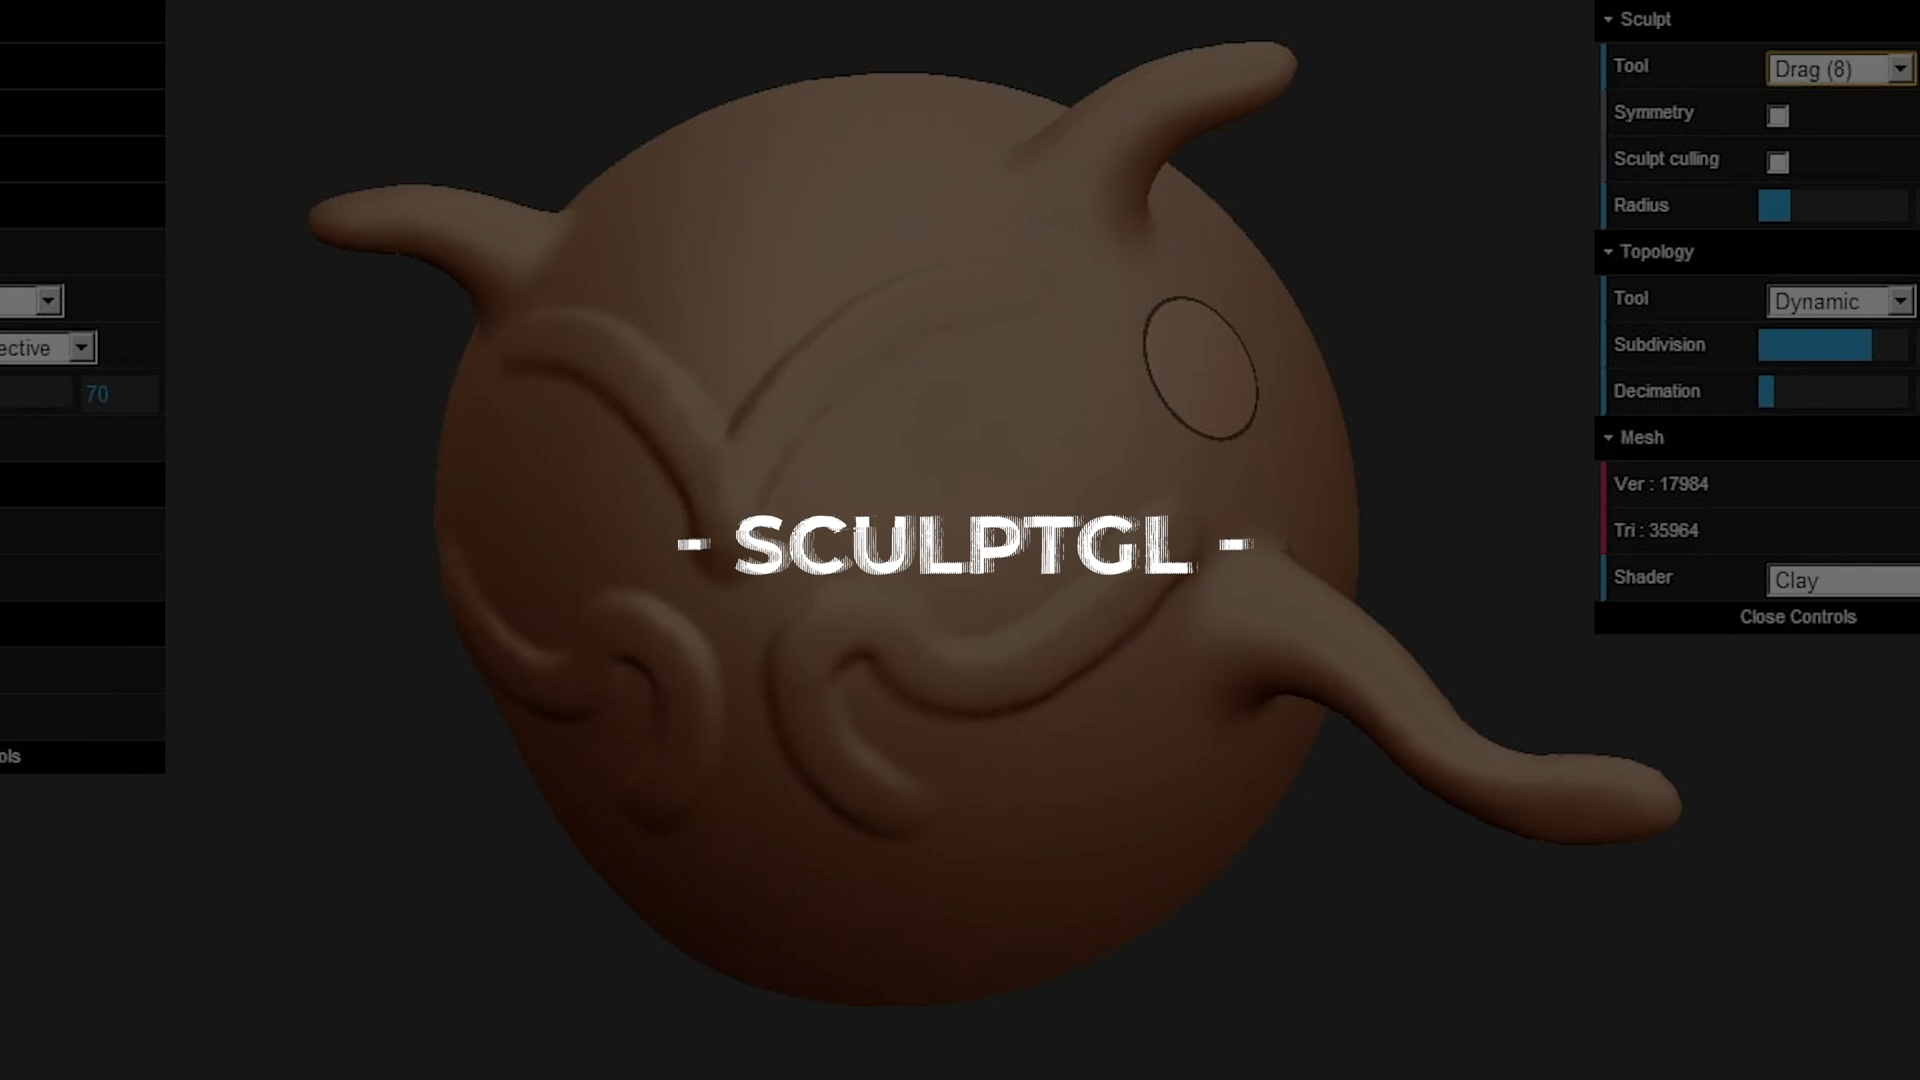 Sculpt
Tool Drag (8)
Symmetry
Sculpt culling
Radius
Topology
Tool Dynamic
Subdivision
Decimation
Mesh
Ver : 17984
Tri : 35964
Shader Clay
Close Controls
ective
70
ols
- SCULPTGL -